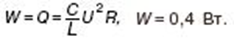 W = Q = C/L U²R, W = 0,4 Вт.